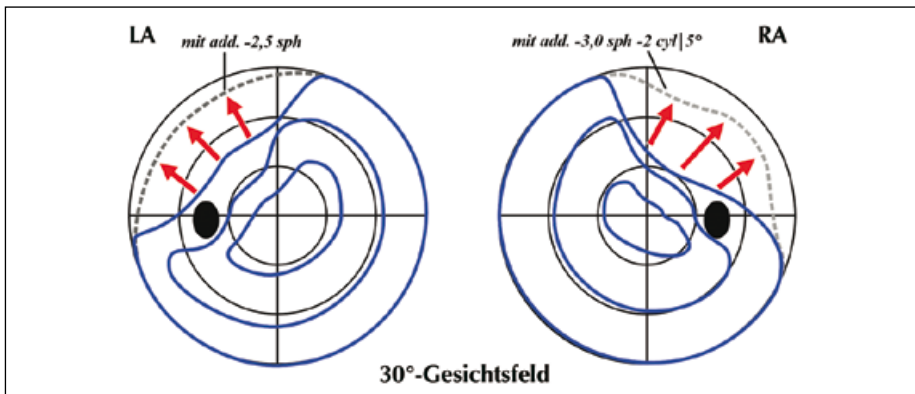 LA
mit add. -2,5 sph
mit add. -3,0 sph -2 cyl|5°
RA
30°-Gesichtsfeld